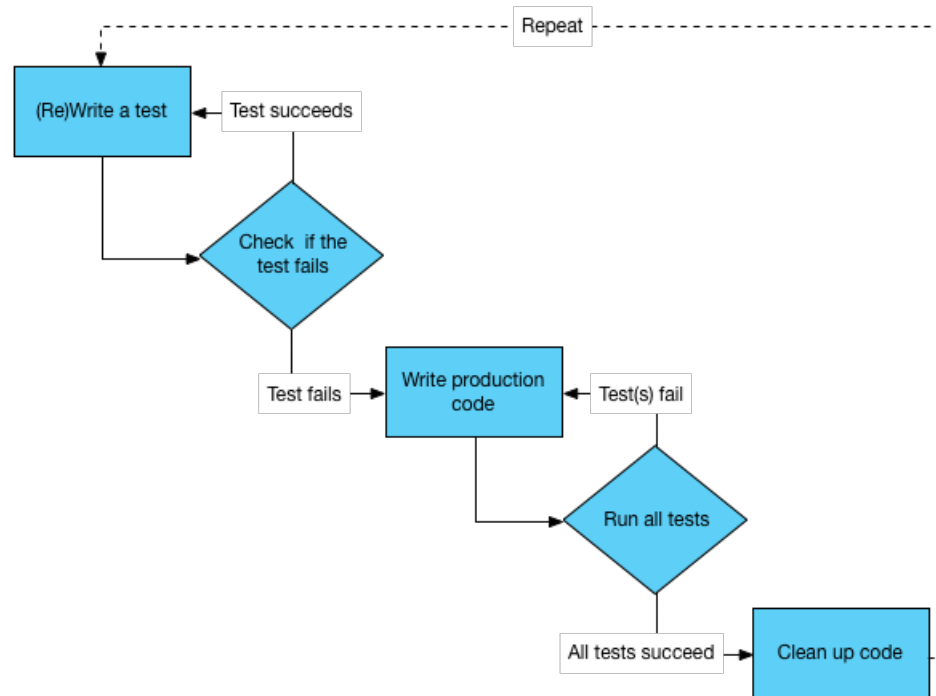 Repeat
(Re)Write a test
Test succeeds
Check if the
test fails
Test fails
Write production
code
Test(s) fail
Run all tests
All tests succeed
Clean up code